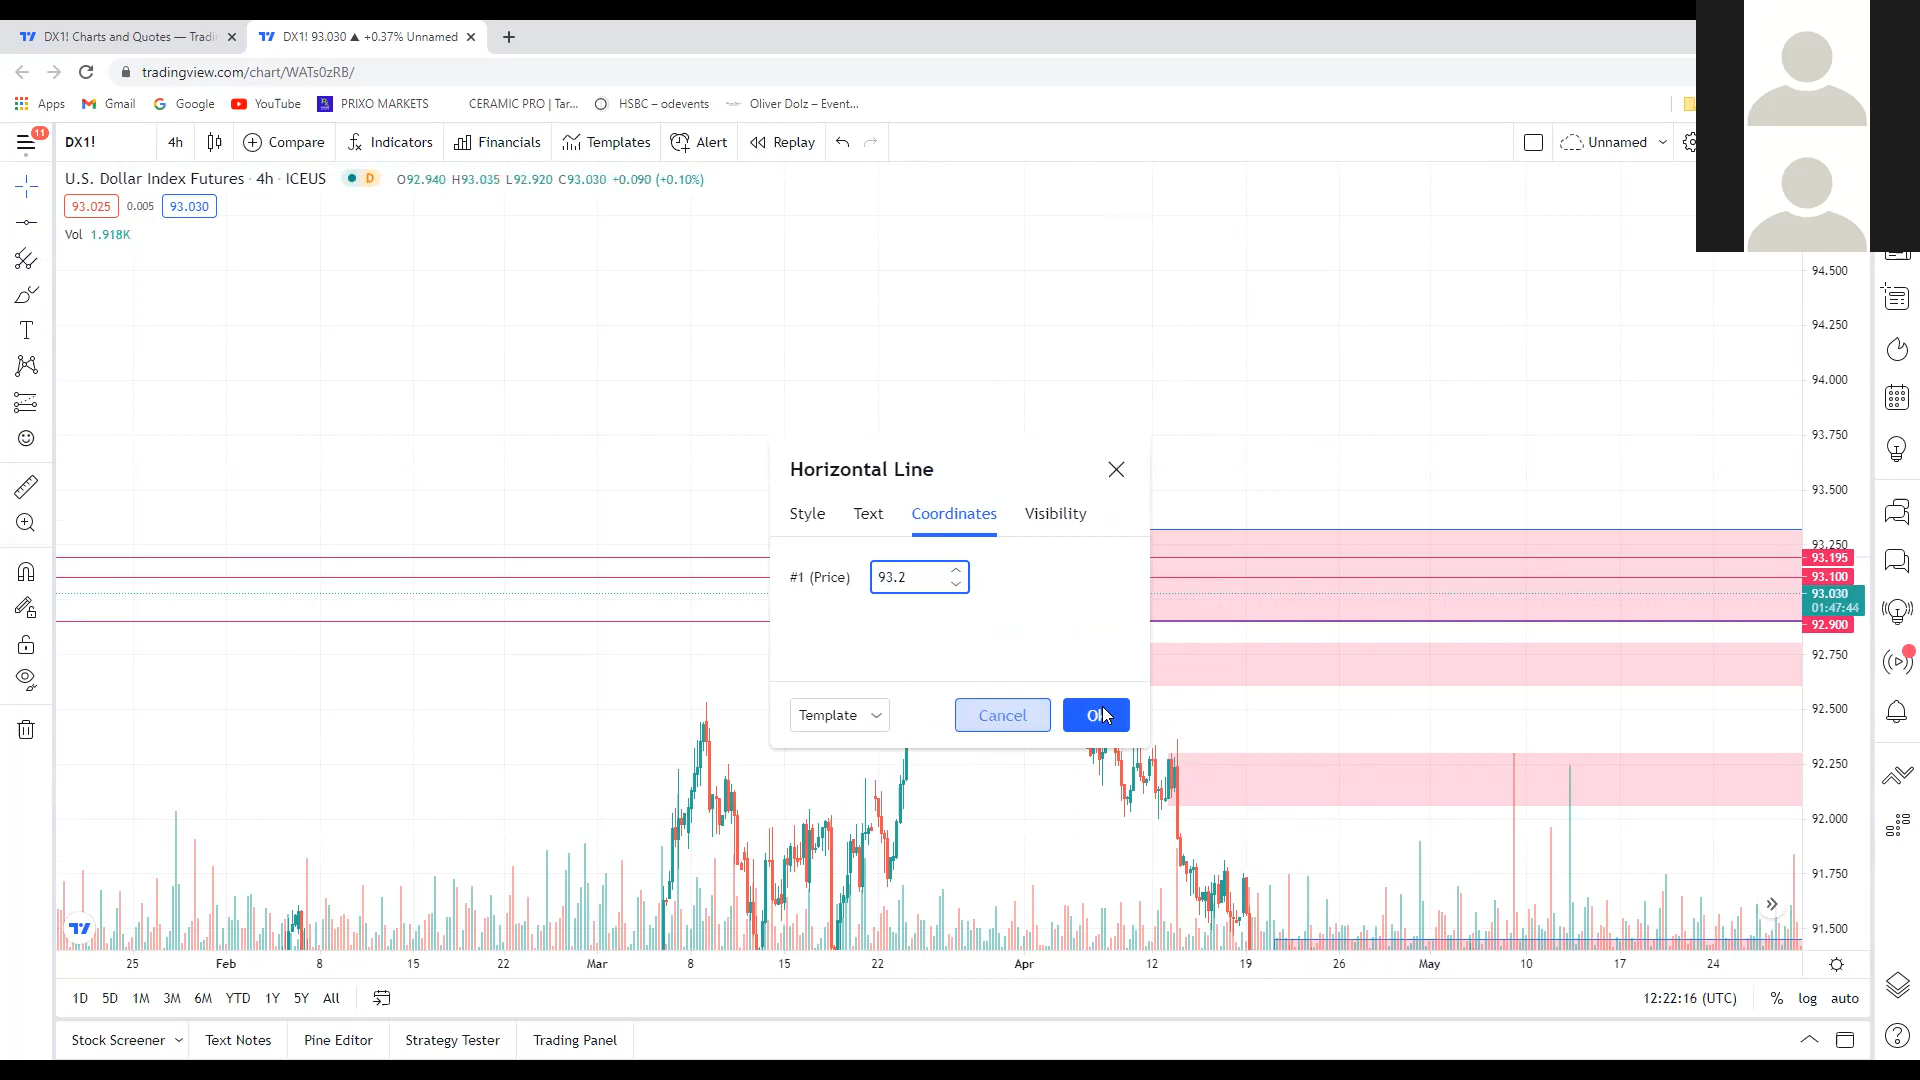 DX1! Charts and Quotes — Tradin
DX1! 93.030 ▲ +0.37% Unnamed
tradingview.com/chart/WATs0zRB/
Apps
Gmail
Google
YouTube
PRIXO MARKETS
CERAMIC PRO | Tar...
HSBC – odevents
Oliver Dolz – Event...
11
DX1!
4h
Compare
Indicators
Financials
Templates
Alert
Replay
Unnamed
U.S. Dollar Index Futures · 4h · ICEUS
D
O92.940 H93.035 L92.920 C93.030 +0.090 (+0.10%)
93.025
0.005
93.030
Vol 1.918K
94.500
94.250
94.000
93.750
93.500
93.250
93.195
93.100
93.030
01:47:44
92.900
92.750
92.500
92.250
92.000
91.750
91.500
Horizontal Line
Style
Text
Coordinates
Visibility
#1 (Price)
93.2
Template
Cancel
Ok
25
Feb
8
15
22
Mar
8
15
22
Apr
12
19
26
May
10
17
24
1D
5D
1M
3M
6M
YTD
1Y
5Y
All
12:22:16 (UTC)
%
log
auto
Stock Screener
Text Notes
Pine Editor
Strategy Tester
Trading Panel